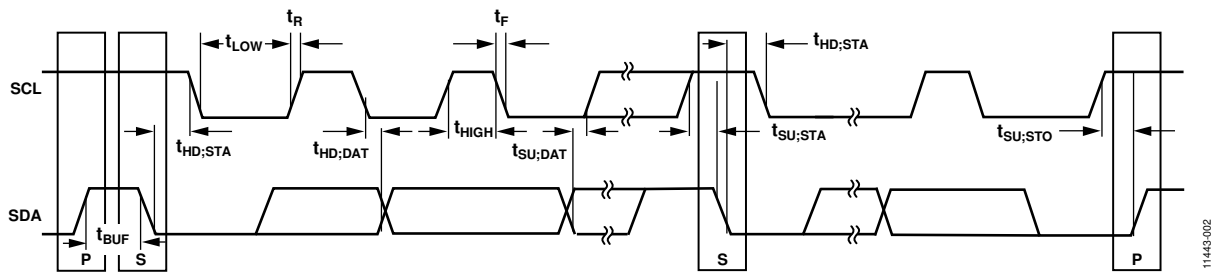 tR
tF
tLOW
tHD;STA
SCL
tHD;STA
tHD;DAT
tHIGH
tSU;DAT
tSU;STA
tSU;STO
SDA
tBUF
P
S
S
P
11443-002